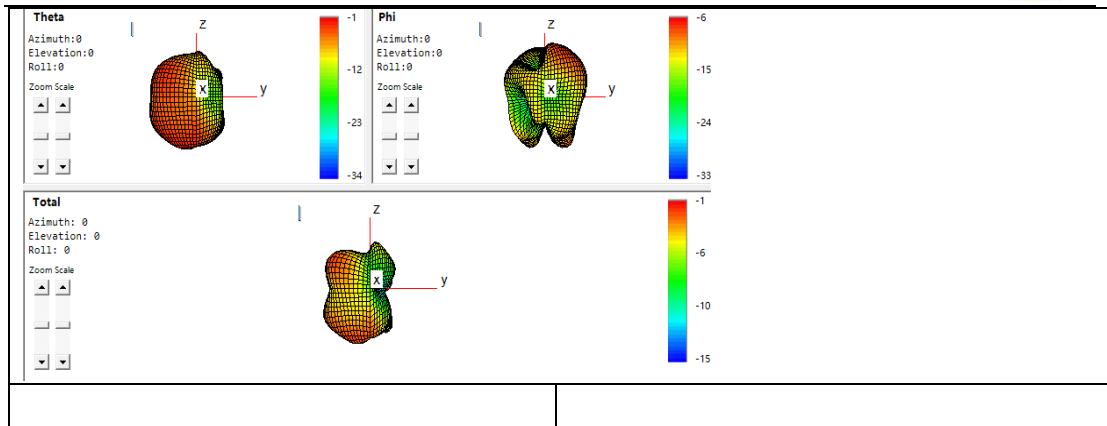 Theta
Azimuth:0
Elevation:0
Roll:0
Zoom Scale
z
x
y
-1
-12
-23
-34
Phi
Azimuth:0
Elevation:0
Roll:0
Zoom Scale
z
x
y
-6
-15
-24
-33
Total
Azimuth: 0
Elevation: 0
Roll: 0
Zoom Scale
z
x
y
-1
-6
-10
-15